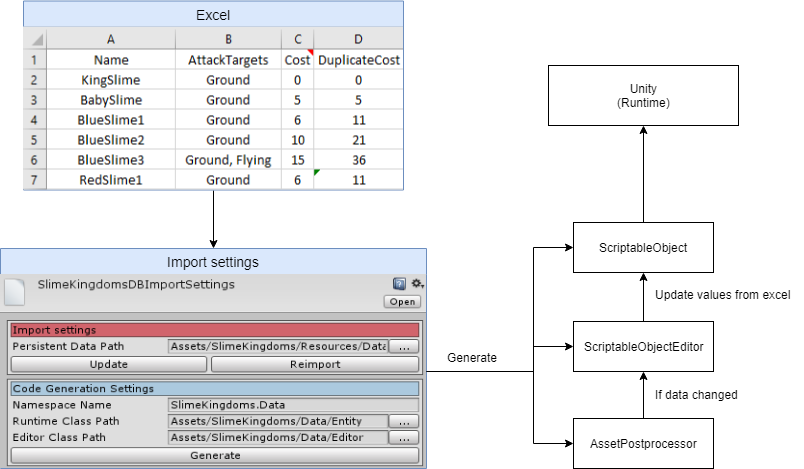 Excel
A B C D
1 Name AttackTargets Cost DuplicateCost
2 KingSlime Ground 0 0
3 BabySlime Ground 5 5
4 BlueSlime1 Ground 6 11
5 BlueSlime2 Ground 10 21
6 BlueSlime3 Ground, Flying 15 36
7 RedSlime1 Ground 6 11
Import settings
SlimeKingdomsDBImportSettings
Open
Import settings
Persistent Data Path Assets/SlimeKingdoms/Resources/Data ...
Update Reimport
Code Generation Settings
Namespace Name SlimeKingdoms.Data
Runtime Class Path Assets/SlimeKingdoms/Data/Entity ...
Editor Class Path Assets/SlimeKingdoms/Data/Editor ...
Generate
Generate
Unity
(Runtime)
ScriptableObject
Update values from excel
ScriptableObjectEditor
If data changed
AssetPostprocessor